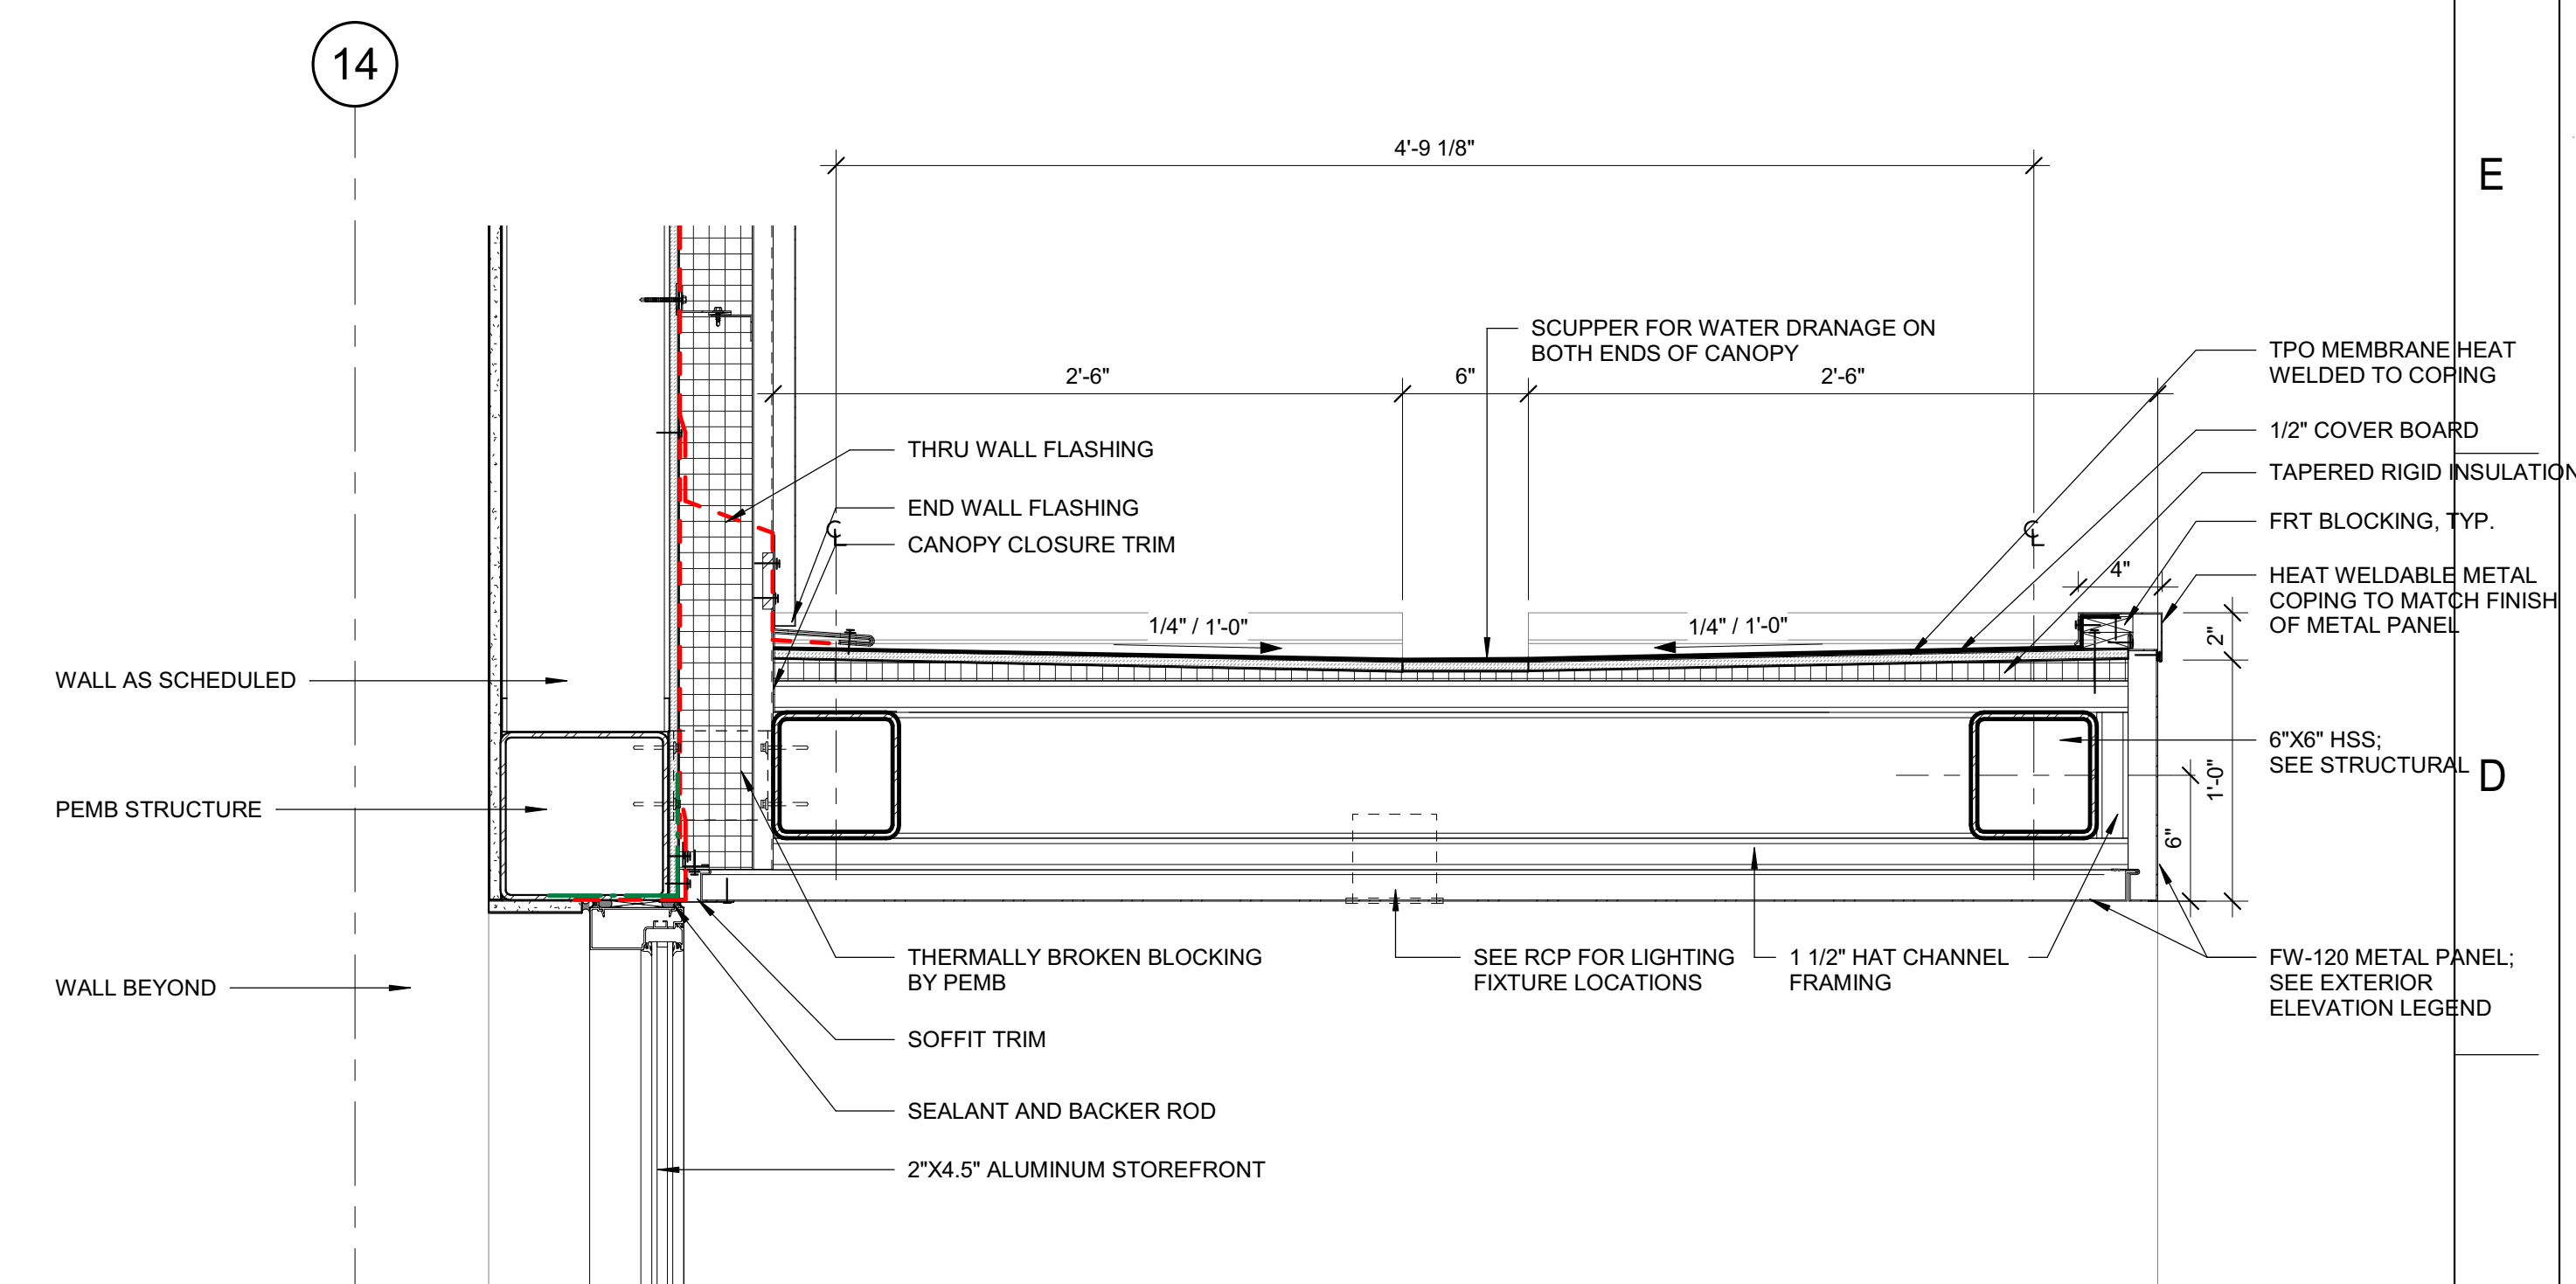 14
E
4'-9 1/8"
SCUPPER FOR WATER DRANAGE ON
BOTH ENDS OF CANOPY
TPO MEMBRANE HEAT
WELDED TO COPING
2'-6"
6"
2'-6"
1/2" COVER BOARD
THRU WALL FLASHING
TAPERED RIGID INSULATION
END WALL FLASHING
FRT BLOCKING, TYP.
CANOPY CLOSURE TRIM
℄
℄
4"
HEAT WELDABLE METAL
COPING TO MATCH FINISH
OF METAL PANEL
1/4" / 1'-0"
1/4" / 1'-0"
2"
WALL AS SCHEDULED
6"X6" HSS;
SEE STRUCTURAL
D
1'-0"
PEMB STRUCTURE
6"
THERMALLY BROKEN BLOCKING
BY PEMB
SEE RCP FOR LIGHTING
FIXTURE LOCATIONS
1 1/2" HAT CHANNEL
FRAMING
FW-120 METAL PANEL;
SEE EXTERIOR
ELEVATION LEGEND
WALL BEYOND
SOFFIT TRIM
SEALANT AND BACKER ROD
2"X4.5" ALUMINUM STOREFRONT